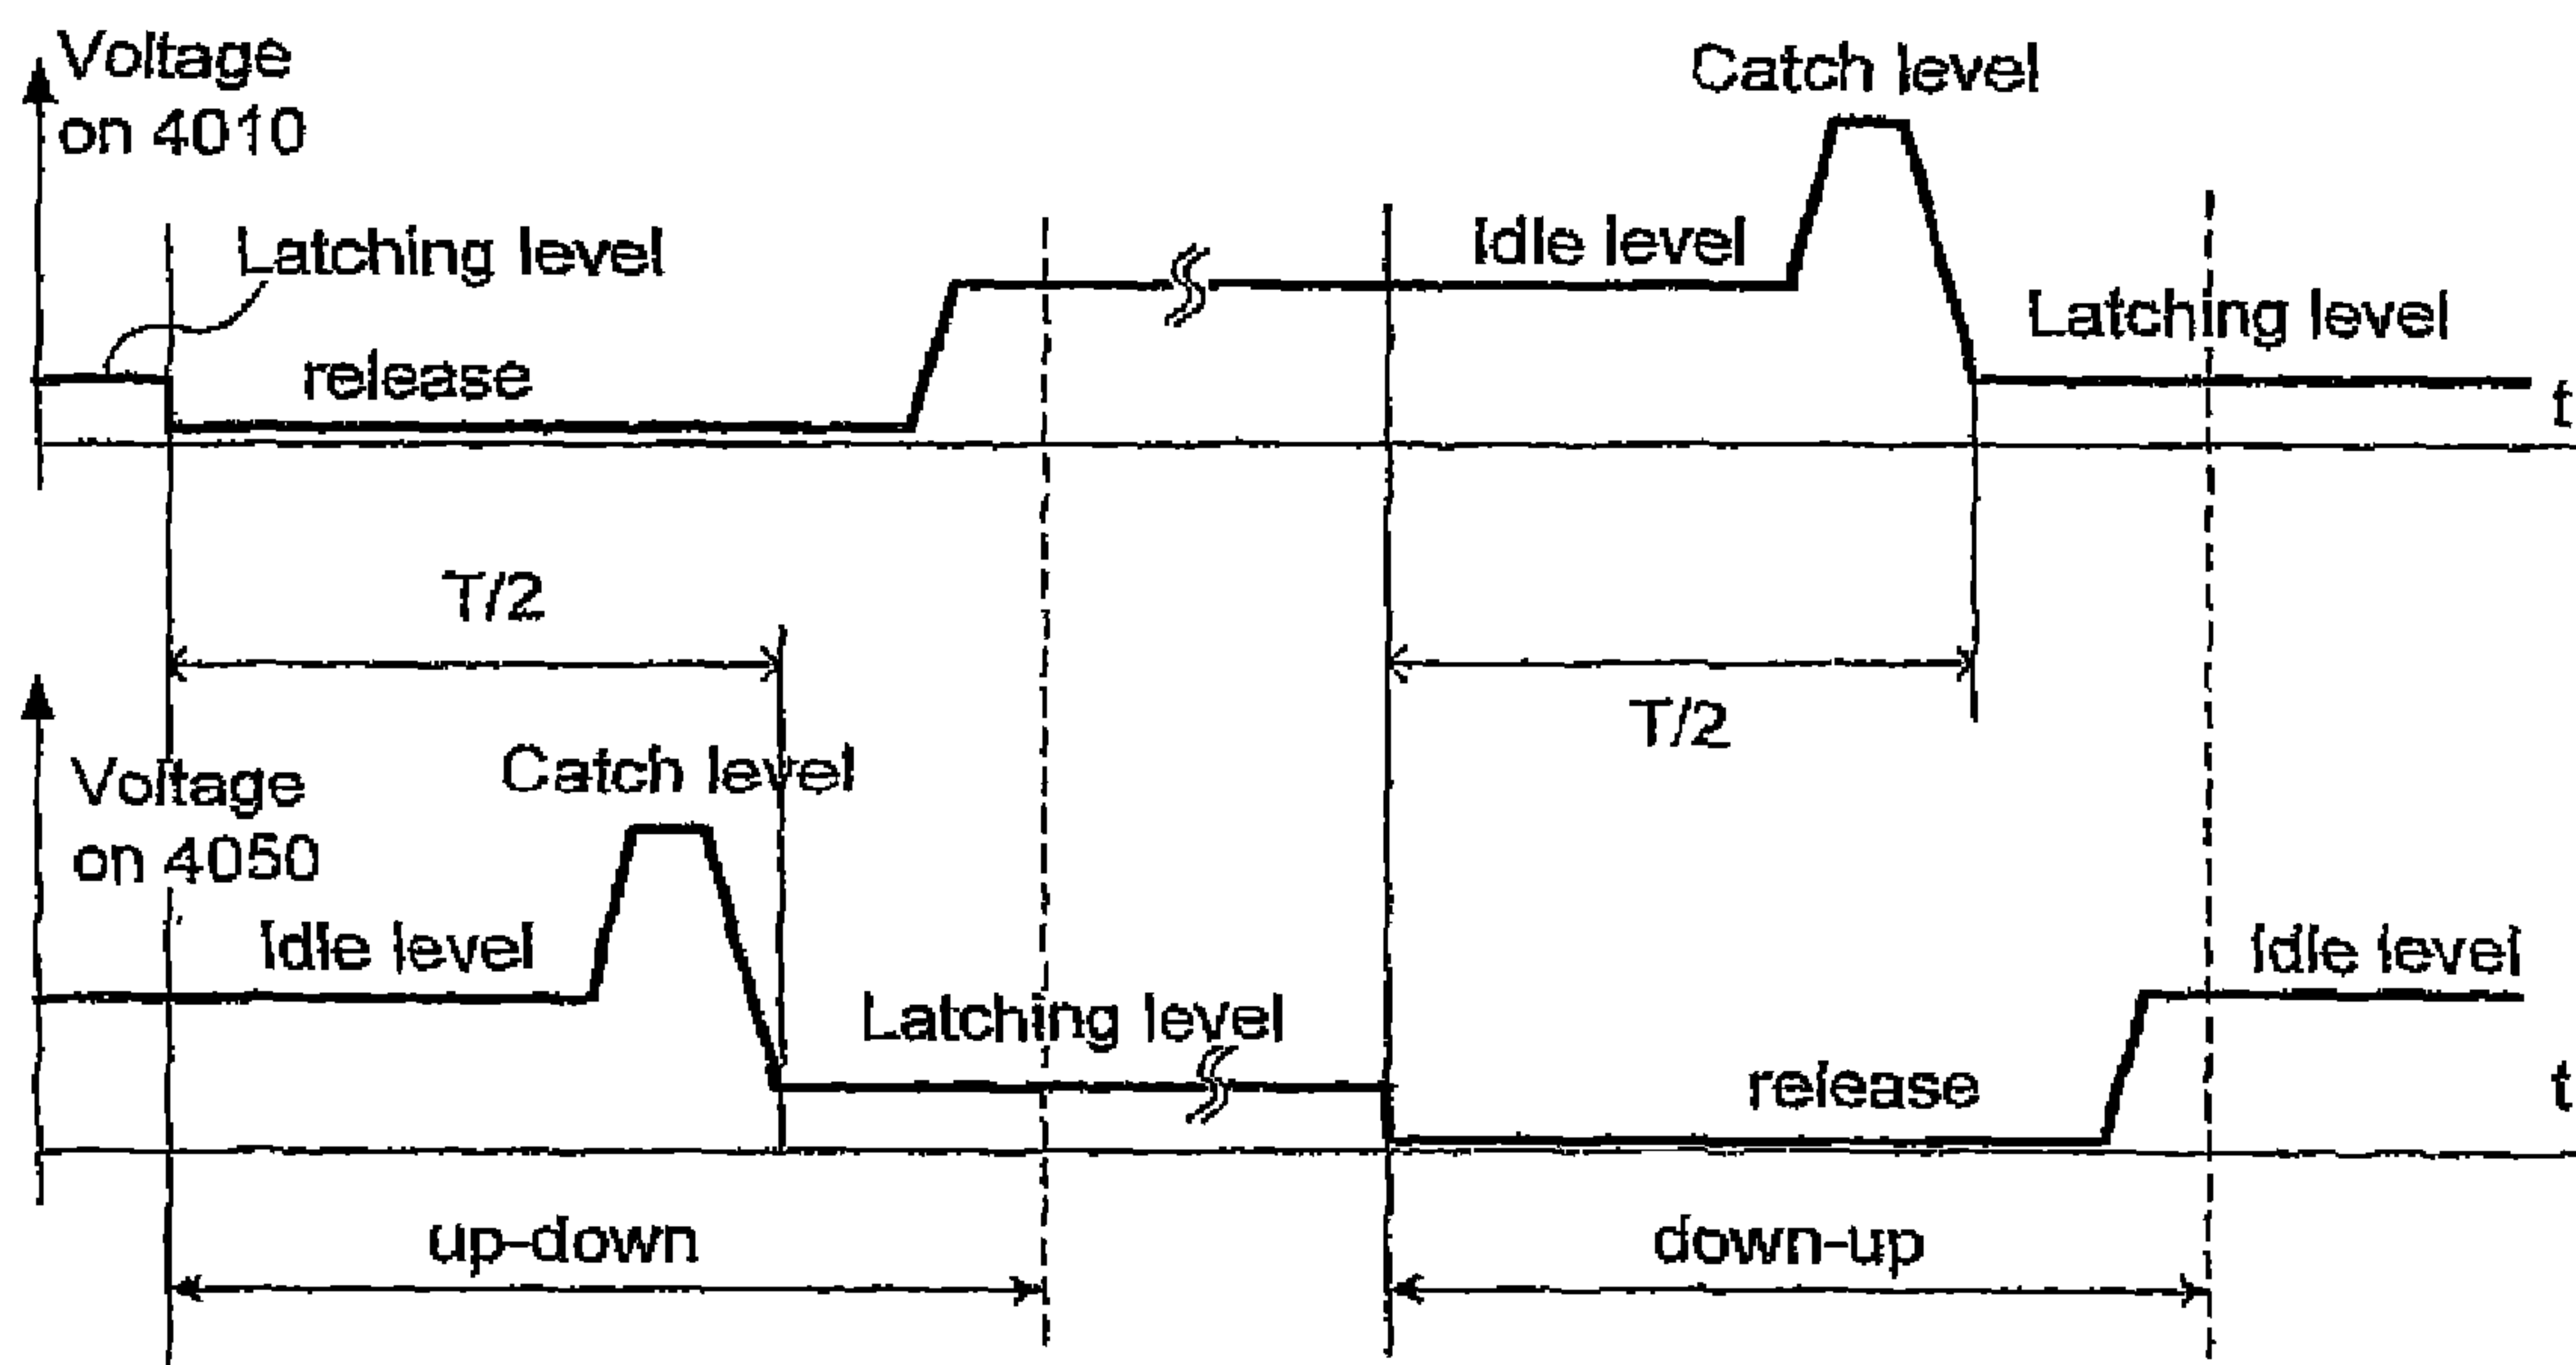 Voltage
on 4010
Catch level
Latching level
Idle level
Latching level
release
t
T/2
T/2
Voltage
on 4050
Catch level
Idle level
Idle level
Latching level
release
t
up-down
down-up